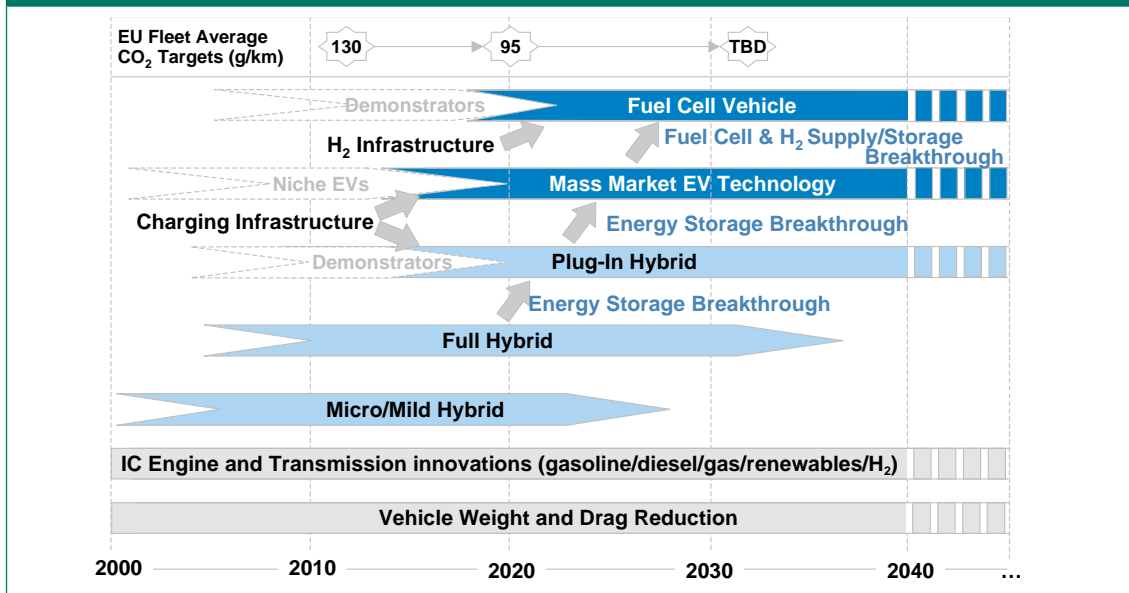 EU Fleet Average
CO₂ Targets (g/km)
130
95
TBD
Demonstrators
Fuel Cell Vehicle
H₂ Infrastructure
Fuel Cell & H₂ Supply/Storage
Breakthrough
Niche EVs
Mass Market EV Technology
Charging Infrastructure
Energy Storage Breakthrough
Demonstrators
Plug-In Hybrid
Energy Storage Breakthrough
Full Hybrid
Micro/Mild Hybrid
IC Engine and Transmission innovations (gasoline/diesel/gas/renewables/H₂)
Vehicle Weight and Drag Reduction
2000
2010
2020
2030
2040
...